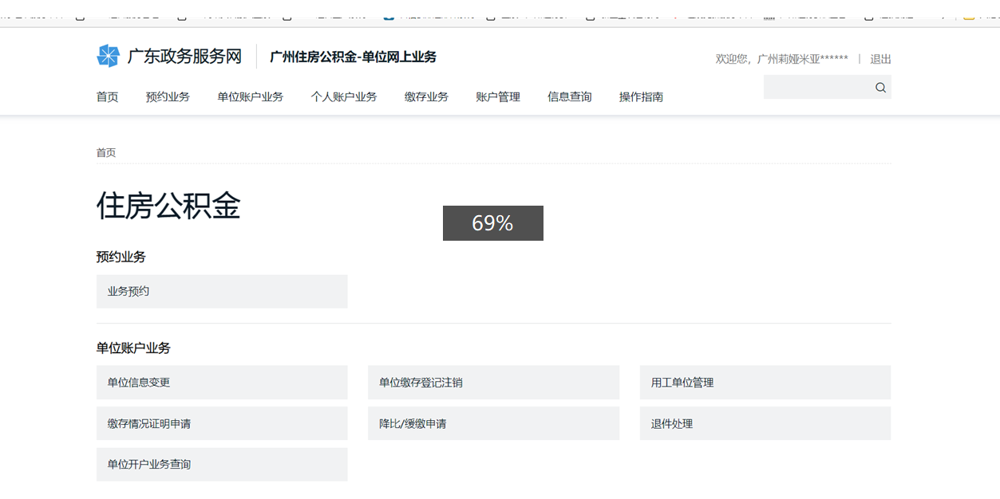 广东政务服务网 广州住房公积金-单位网上业务
欢迎您，广州莉娅米亚****** | 退出
首页 预约业务 单位账户业务 个人账户业务 缴存业务 账户管理 信息查询 操作指南
首页
住房公积金
69%
预约业务
业务预约
单位账户业务
单位信息变更 单位缴存登记注销 用工单位管理
缴存情况证明申请 降比/缓缴申请 退件处理
单位开户业务查询